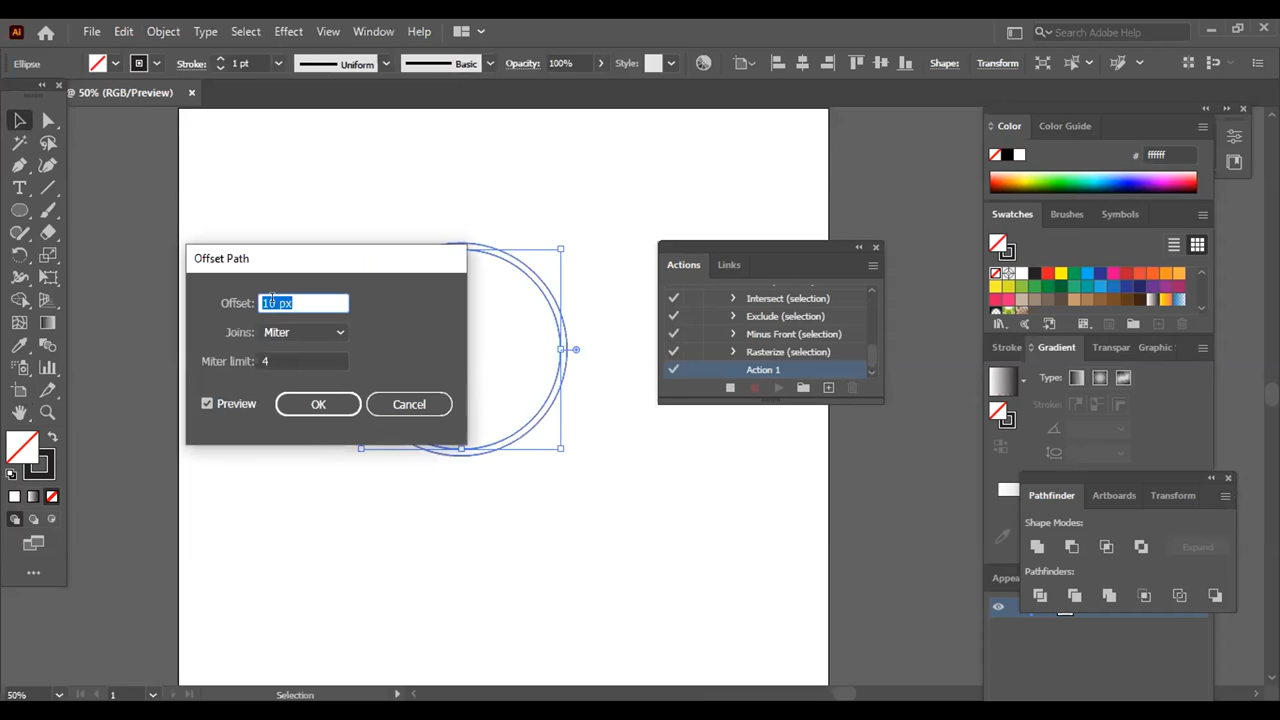 Ai File Edit Object Type Select Effect View Window Help Search Adobe Help
Ellipse Stroke: 1 pt Uniform Basic Opacity: 100% Style: Shape: Transform
@ 50% (RGB/Preview) ×
Color Color Guide
# ffffff
Swatches Brushes Symbols
Offset Path
Offset: 10 px
Joins: Miter
Miter limit: 4
Preview OK Cancel
Actions Links
Intersect (selection)
Exclude (selection)
Minus Front (selection)
Rasterize (selection)
Action 1
Stroke Gradient Transpar Graphic
Type:
Stroke:
Pathfinder Artboards Transform
Shape Modes:
Expand
Pathfinders:
Appea
50% 1 Selection